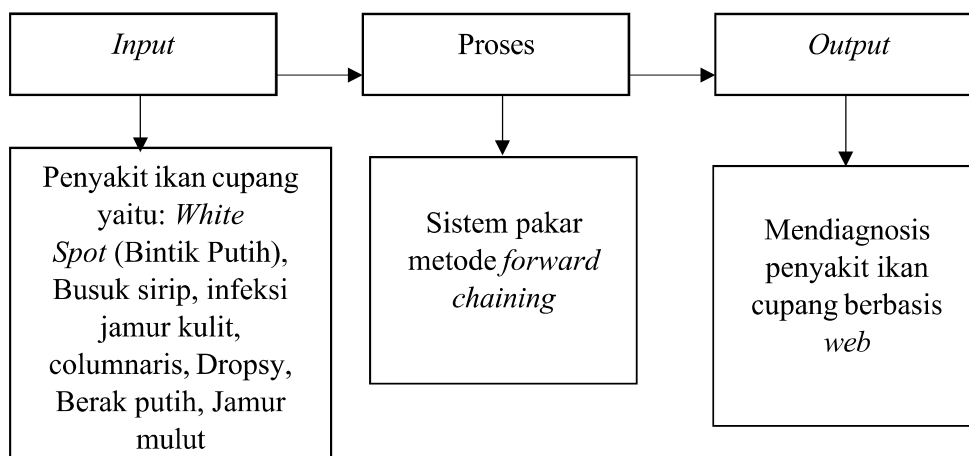 Input
Proses
Output
Penyakit ikan cupang
yaitu: White
Spot (Bintik Putih),
Busuk sirip, infeksi
jamur kulit,
columnaris, Dropsy,
Berak putih, Jamur
mulut
Sistem pakar
metode forward
chaining
Mendiagnosis
penyakit ikan
cupang berbasis
web